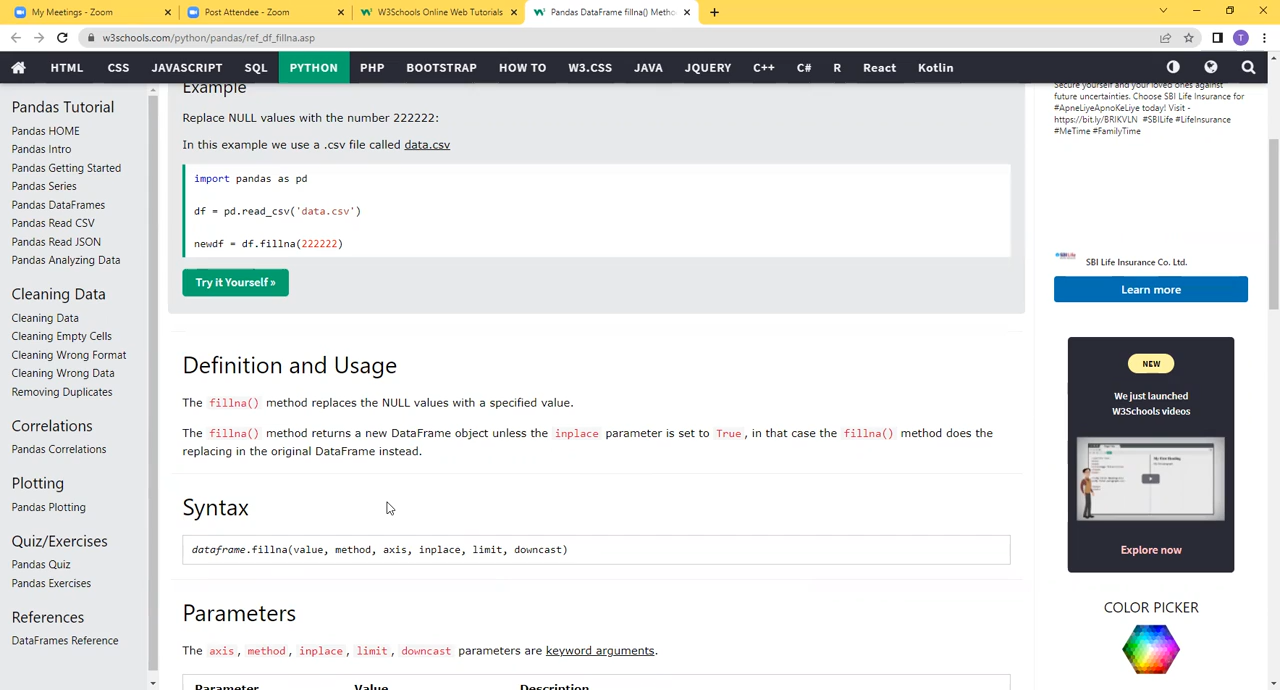 My Meetings - Zoom
Post Attendee - Zoom
W3Schools Online Web Tutorials
Pandas DataFrame fillna() Metho
w3schools.com/python/pandas/ref_df_fillna.asp
T
HTML CSS JAVASCRIPT SQL PYTHON PHP BOOTSTRAP HOW TO W3.CSS JAVA JQUERY C++ C# R React Kotlin
Pandas Tutorial
Pandas HOME
Pandas Intro
Pandas Getting Started
Pandas Series
Pandas DataFrames
Pandas Read CSV
Pandas Read JSON
Pandas Analyzing Data
Cleaning Data
Cleaning Data
Cleaning Empty Cells
Cleaning Wrong Format
Cleaning Wrong Data
Removing Duplicates
Correlations
Pandas Correlations
Plotting
Pandas Plotting
Quiz/Exercises
Pandas Quiz
Pandas Exercises
References
DataFrames Reference
Example
Replace NULL values with the number 222222:
In this example we use a .csv file called data.csv
import pandas as pd
df = pd.read_csv('data.csv')
newdf = df.fillna(222222)
Try it Yourself »
Definition and Usage
The fillna() method replaces the NULL values with a specified value.
The fillna() method returns a new DataFrame object unless the inplace parameter is set to True, in that case the fillna() method does the
replacing in the original DataFrame instead.
Syntax
dataframe.fillna(value, method, axis, inplace, limit, downcast)
Parameters
The axis, method, inplace, limit, downcast parameters are keyword arguments.
Parameter Value Description
Secure yourself and your loved ones against
future uncertainties. Choose SBI Life Insurance for
#ApneLiyeApnoKeLiye today! Visit -
https://bit.ly/BRIKVLN #SBILife #LifeInsurance
#MeTime #FamilyTime
SBI Life Insurance Co. Ltd.
Learn more
NEW
We just launched
W3Schools videos
Explore now
COLOR PICKER